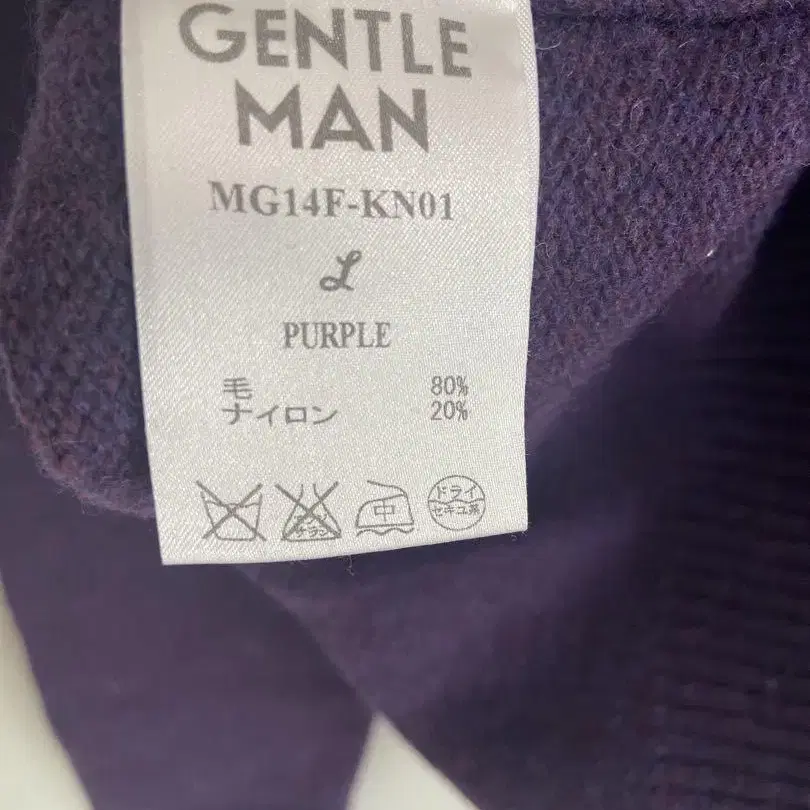 GENTLE
MAN
MG14F-KN01
L
PURPLE
毛 80%
ナイロン 20%
中
ドライ
セキユ系